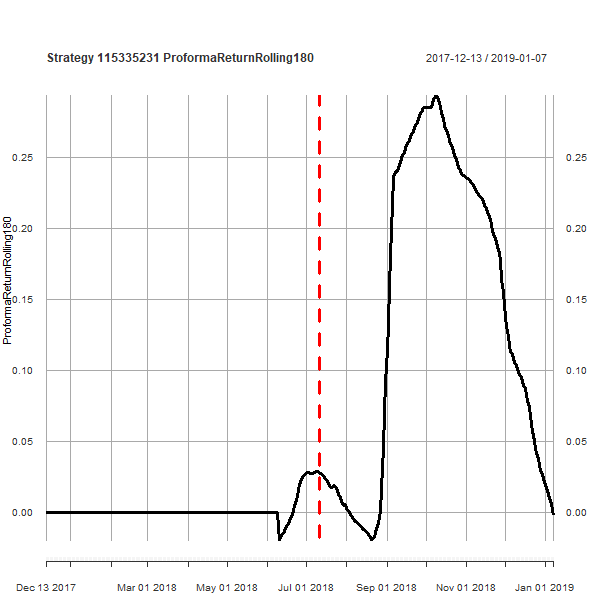 Strategy 115335231 ProformaReturnRolling180
2017-12-13 / 2019-01-07
ProformaReturnRolling180
0.25 0.25
0.20 0.20
0.15 0.15
0.10 0.10
0.05 0.05
0.00 0.00
Dec 13 2017 Mar 01 2018 May 01 2018 Jul 01 2018 Sep 01 2018 Nov 01 2018 Jan 01 2019